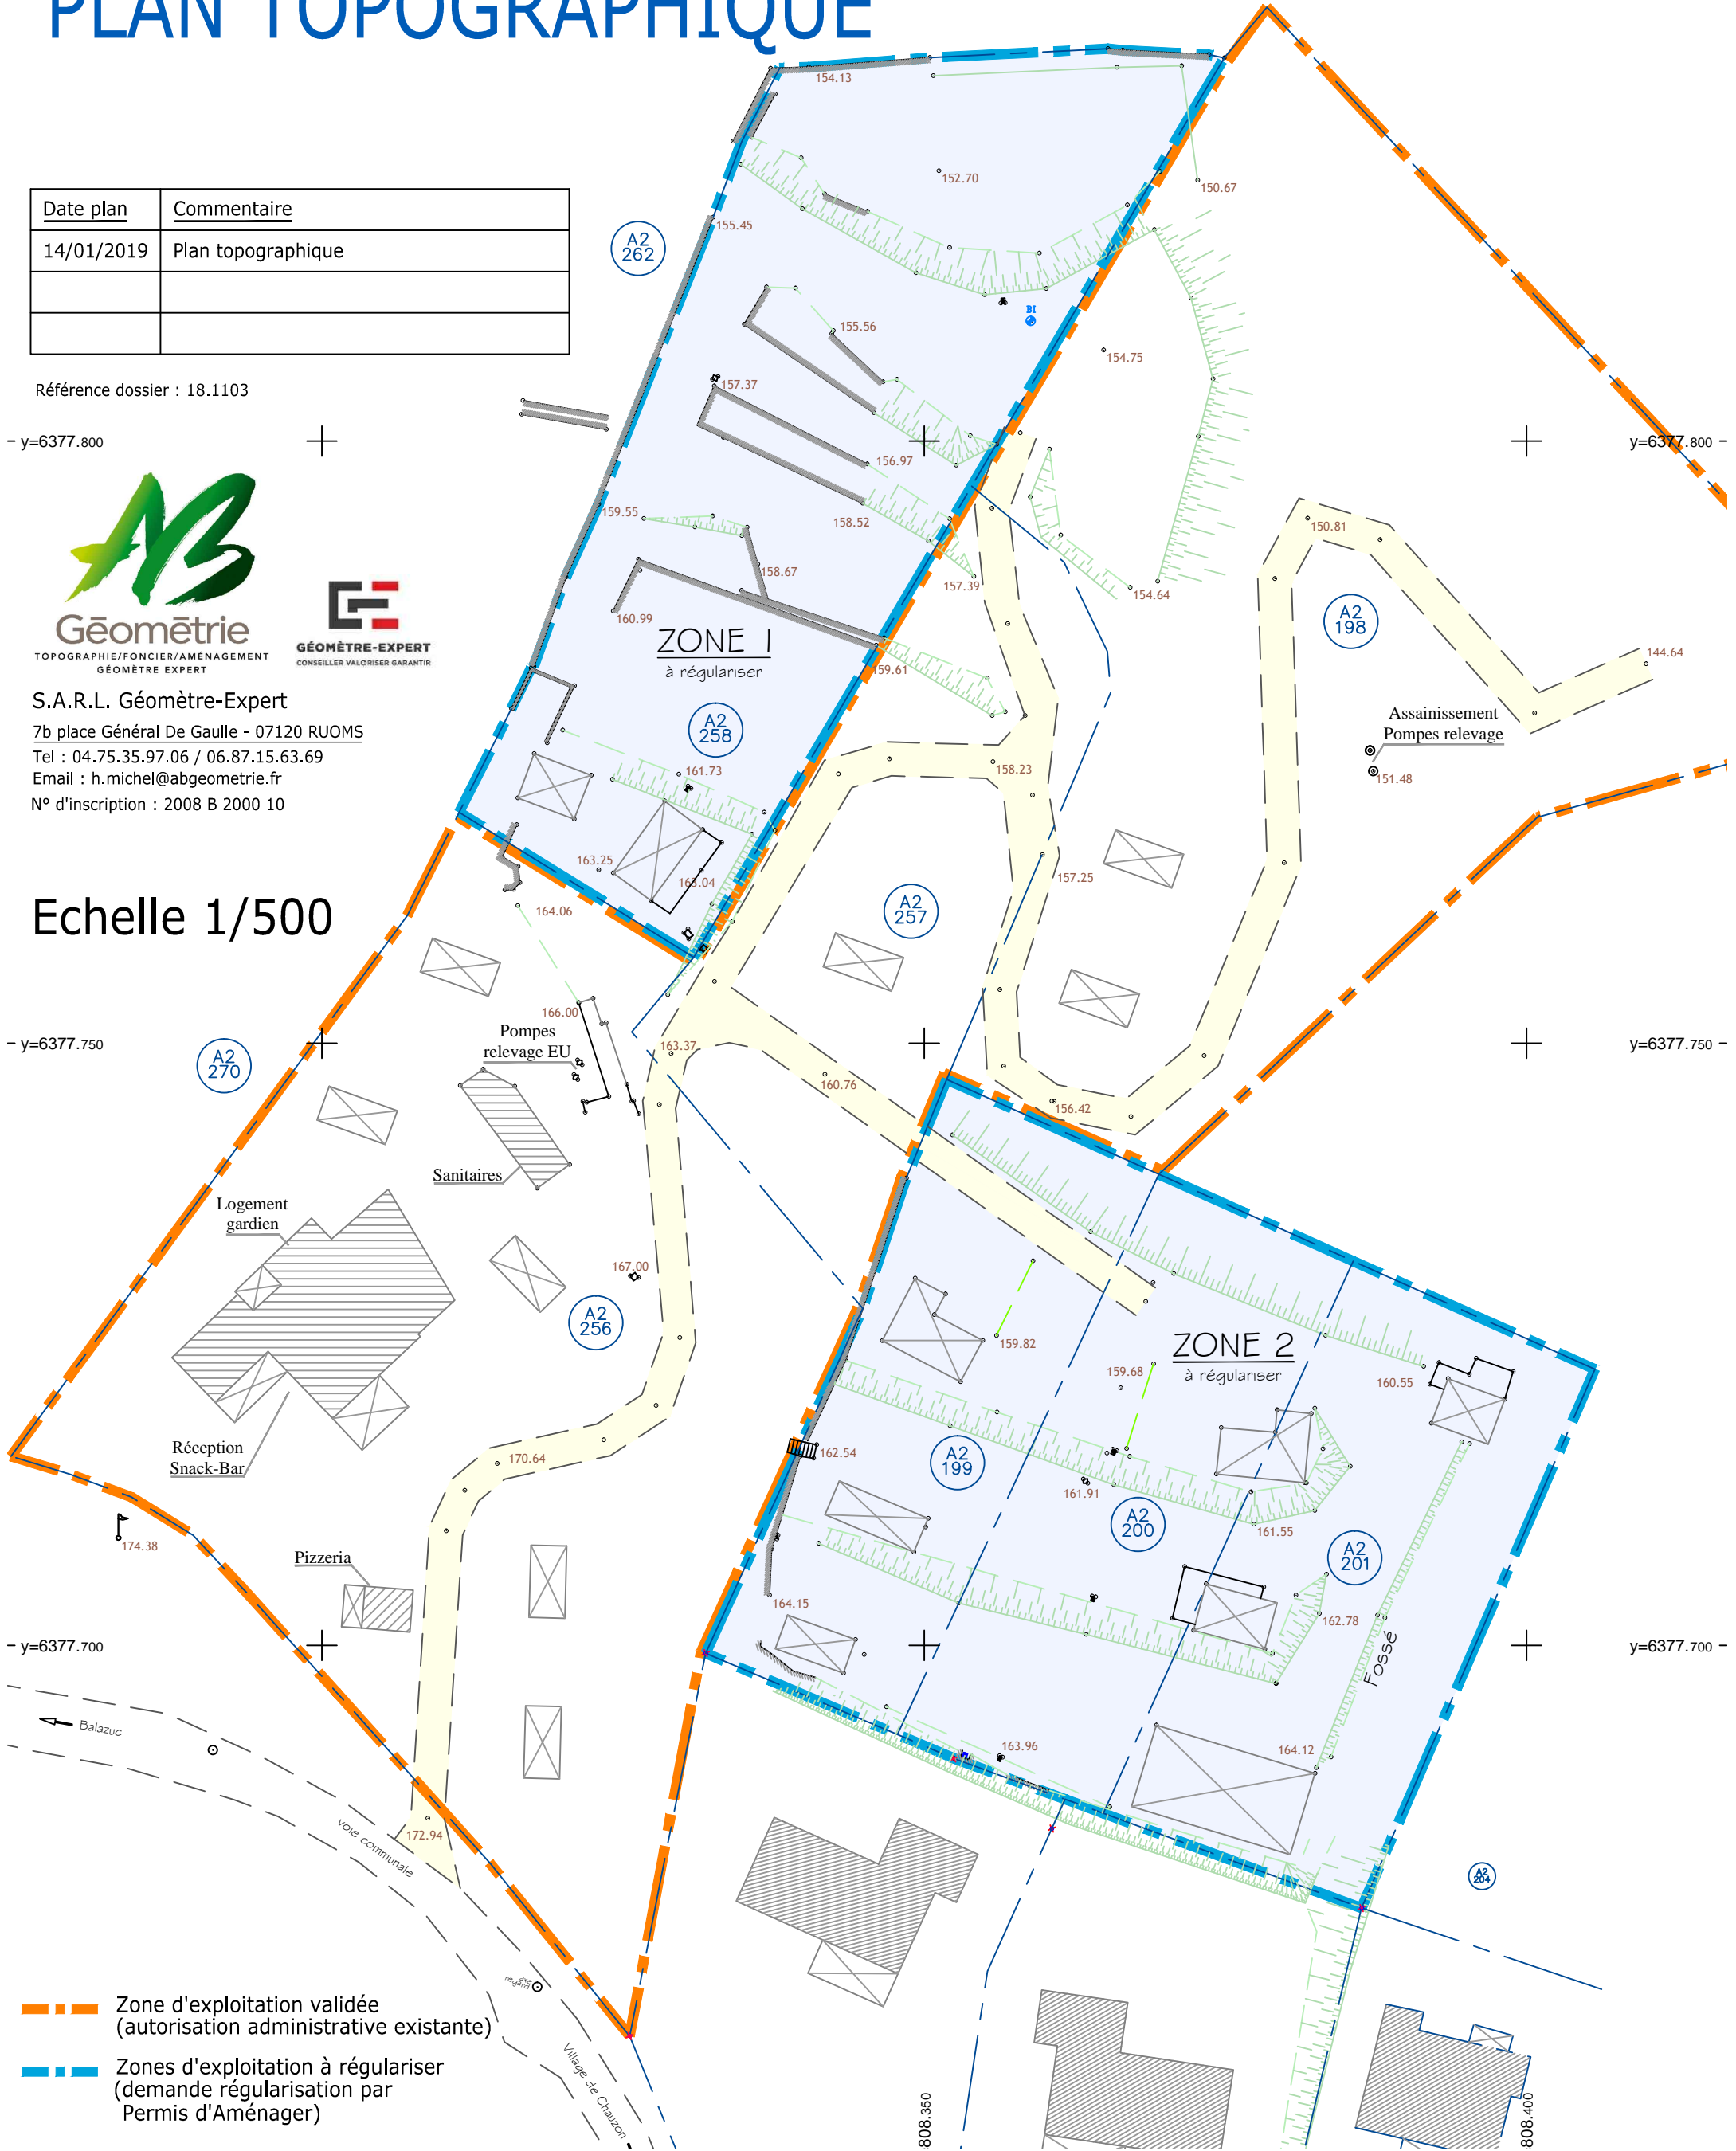 PLAN TOPOGRAPHIQUE
Date plan Commentaire
14/01/2019 Plan topographique
Référence dossier : 18.1103
y=6377.800
y=6377.800
AB
Géométrie
TOPOGRAPHIE/FONCIER/AMÉNAGEMENT
GÉOMÈTRE EXPERT
GÉOMÈTRE-EXPERT
CONSEILLER VALORISER GARANTIR
S.A.R.L. Géomètre-Expert
7b place Général De Gaulle - 07120 RUOMS
Tel : 04.75.35.97.06 / 06.87.15.63.69
Email : h.michel@abgeometrie.fr
N° d'inscription : 2008 B 2000 10
Echelle 1/500
154.13
152.70
150.67
155.45
A2
262
BI
155.56
154.75
157.37
156.97
159.55
158.52
150.81
158.67
157.39
154.64
160.99
A2
198
ZONE 1
à régulariser
159.61
144.64
A2
258
Assainissement
Pompes relevage
151.48
161.73
158.23
163.25
163.04
157.25
164.06
A2
257
166.00
Pompes
relevage EU
163.37
y=6377.750
y=6377.750
A2
270
160.76
156.42
Sanitaires
Logement
gardien
167.00
A2
256
159.82
ZONE 2
à régulariser
159.68
160.55
Réception
Snack-Bar
170.64
162.54
A2
199
161.91
A2
200
161.55
A2
201
174.38
Pizzeria
164.15
162.78
Fossé
y=6377.700
y=6377.700
Balazuc
163.96
164.12
172.94
voie communale
A2
204
axe
regard
Zone d'exploitation validée
(autorisation administrative existante)
Zones d'exploitation à régulariser
(demande régularisation par
Permis d'Aménager)
Village de Chauzon
=808.350
=808.400